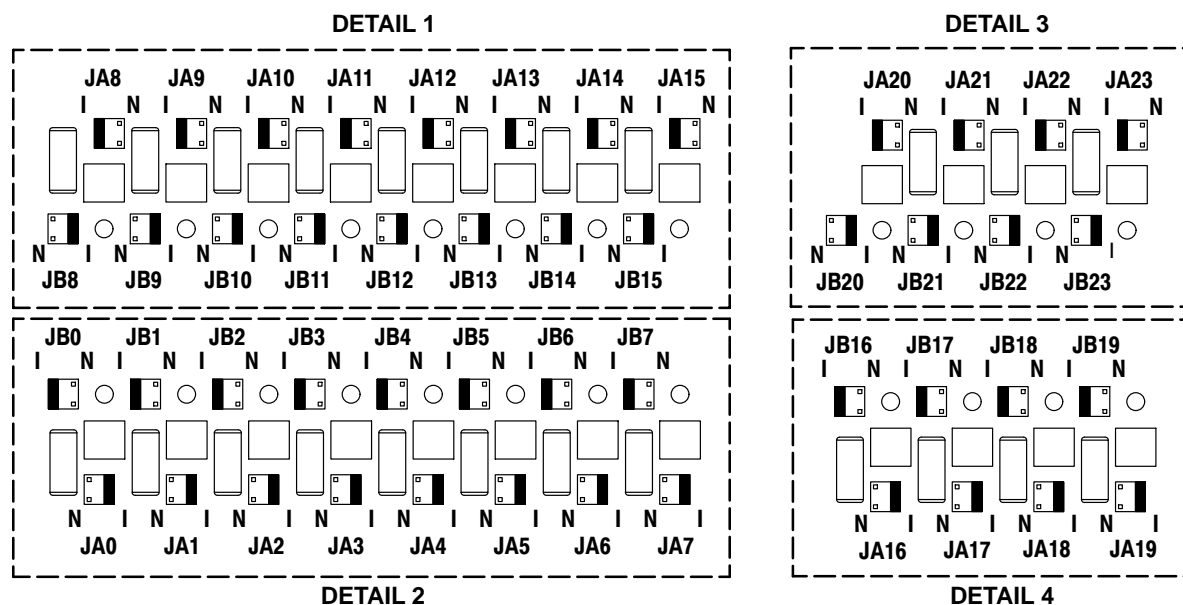 DETAIL 1
JA8 JA9 JA10 JA11 JA12 JA13 JA14 JA15
I N I N I N I N I N I N I N I N
N I N I N I N I N I N I N I N I
JB8 JB9 JB10 JB11 JB12 JB13 JB14 JB15
JB0 JB1 JB2 JB3 JB4 JB5 JB6 JB7
I N I N I N I N I N I N I N I N
N I N I N I N I N I N I N I N I
JA0 JA1 JA2 JA3 JA4 JA5 JA6 JA7
DETAIL 2
DETAIL 3
JA20 JA21 JA22 JA23
I N I N I N I N
N I N I N I N I
JB20 JB21 JB22 JB23
JB16 JB17 JB18 JB19
I N I N I N I N
N I N I N I N I
JA16 JA17 JA18 JA19
DETAIL 4